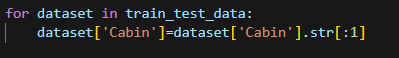 for dataset in train_test_data:
    dataset['Cabin']=dataset['Cabin'].str[:1]